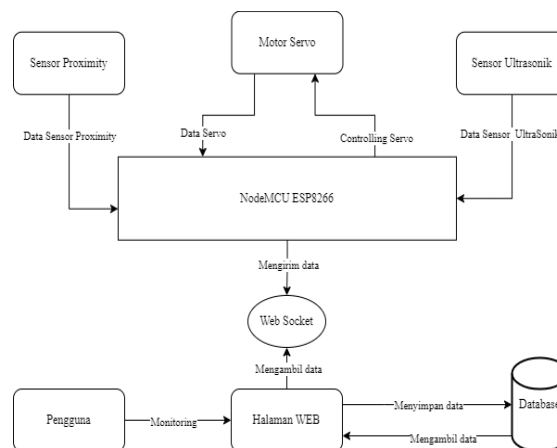 Motor Servo
Sensor Proximity
Sensor Ultrasonik
Data Sensor Proximity
Data Servo
Controlling Servo
Data Sensor UltraSonik
NodeMCU ESP8266
Mengirim data
Web Socket
Mengambil data
Pengguna
Monitoring
Halaman WEB
Menyimpan data
Database
Mengambil data